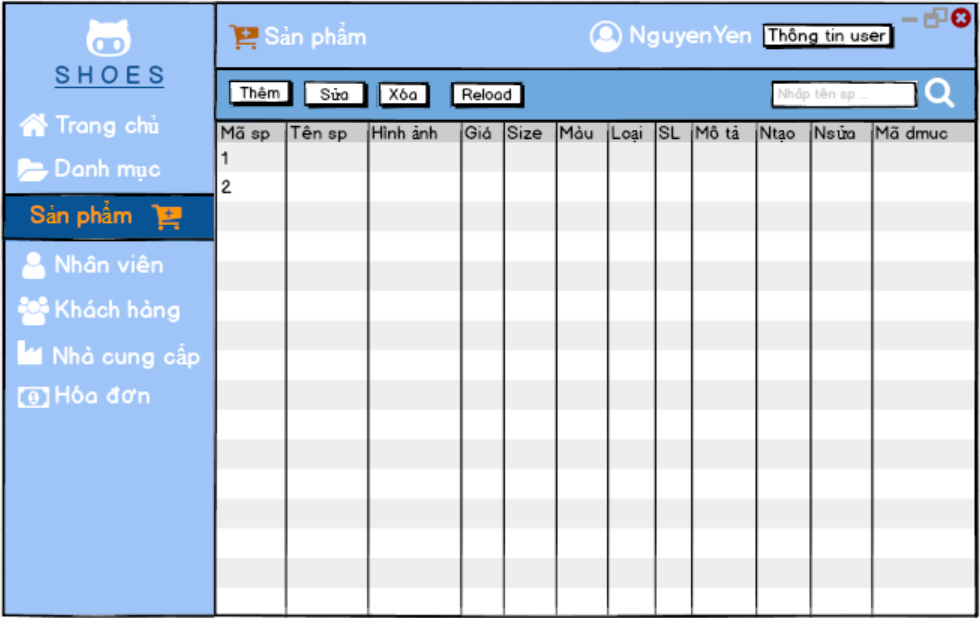 SHOES
Trang chủ
Danh mục
Sản phẩm
Nhân viên
Khách hàng
Nhà cung cấp
Hóa đơn
Sản phẩm NguyenYen Thông tin user
Thêm Sửa Xóa Reload Nhập tên sp ...
Mã sp Tên sp Hình ảnh Giá Size Màu Loại SL Mô tả Ntạo Nsửa Mã dmuc
1
2